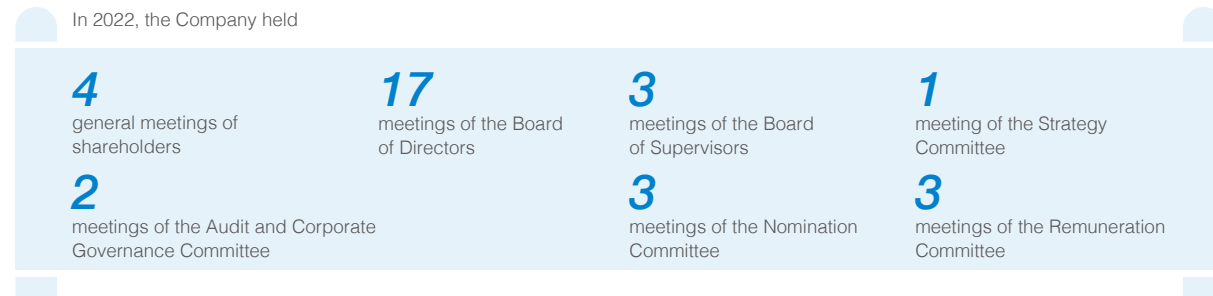 In 2022, the Company held
4
general meetings of
shareholders
17
meetings of the Board
of Directors
3
meetings of the Board
of Supervisors
1
meeting of the Strategy
Committee
2
meetings of the Audit and Corporate
Governance Committee
3
meetings of the Nomination
Committee
3
meetings of the Remuneration
Committee